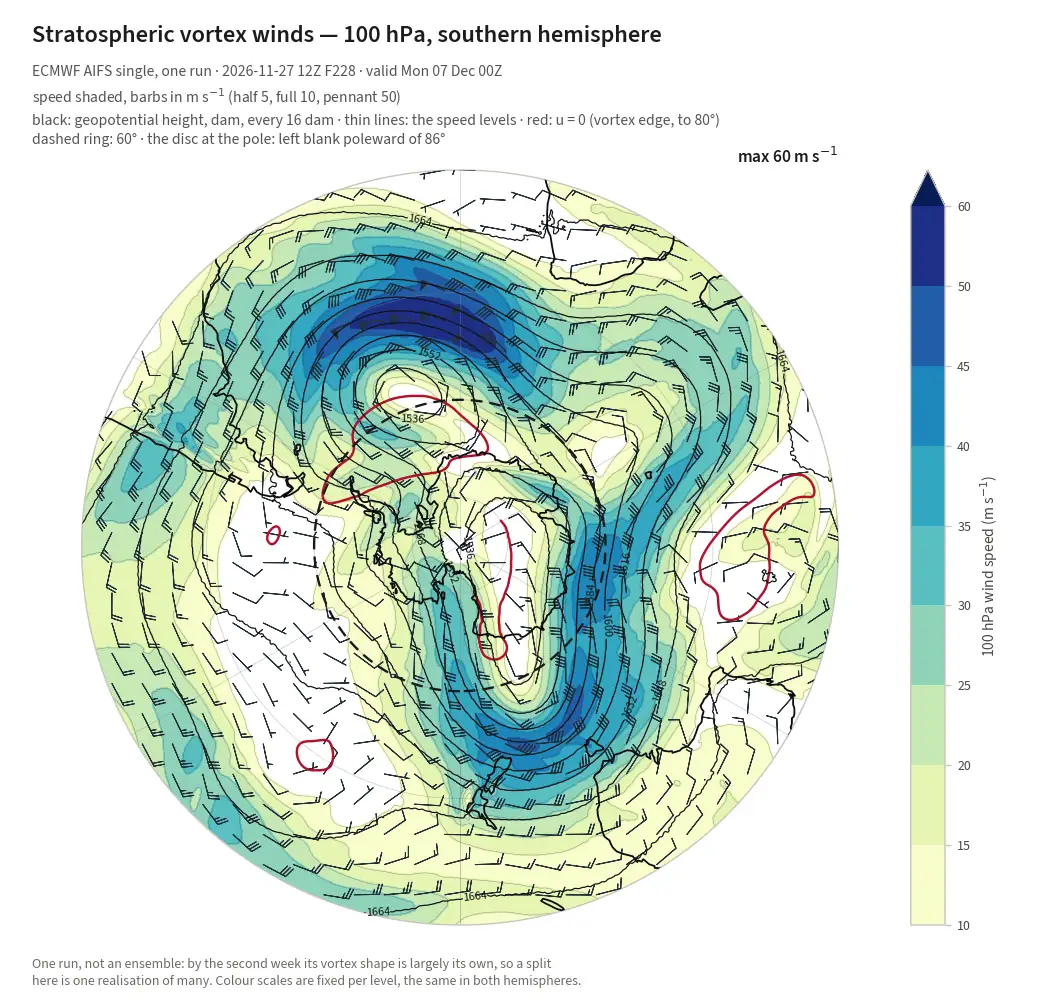 Stratospheric vortex winds — 100 hPa, southern hemisphere
ECMWF AIFS single, one run · 2026-11-27 12Z F228 · valid Mon 07 Dec 00Z
speed shaded, barbs in m s⁻¹ (half 5, full 10, pennant 50)
black: geopotential height, dam, every 16 dam · thin lines: the speed levels · red: u = 0 (vortex edge, to 80°)
dashed ring: 60° · the disc at the pole: left blank poleward of 86°
max 60 m s⁻¹
1664
1552
1664
1536
1536
1616
1600
1664
1664
60
50
45
40
35
30
25
20
15
10
100 hPa wind speed (m s⁻¹)
One run, not an ensemble: by the second week its vortex shape is largely its own, so a split
here is one realisation of many. Colour scales are fixed per level, the same in both hemispheres.